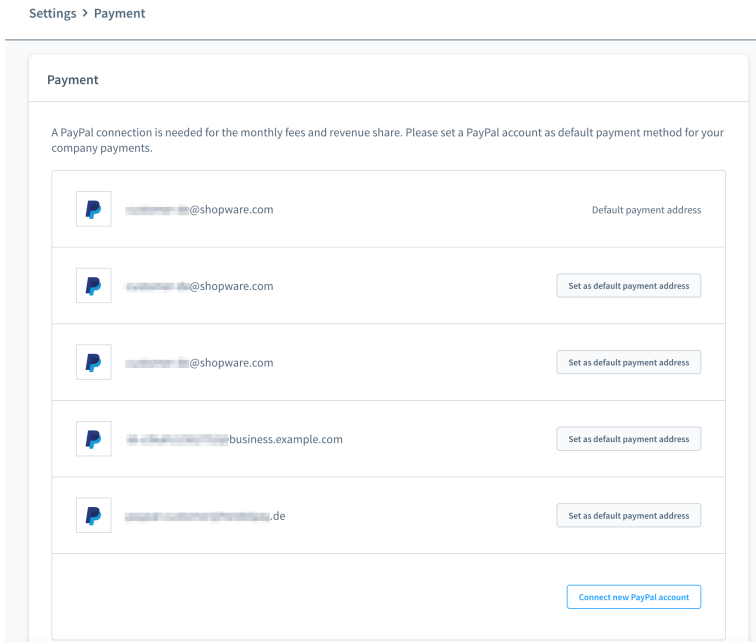 Settings > Payment
Payment
A PayPal connection is needed for the monthly fees and revenue share. Please set a PayPal account as default payment method for your
company payments.
@shopware.com Default payment address
@shopware.com Set as default payment address
@shopware.com Set as default payment address
business.example.com Set as default payment address
.de Set as default payment address
Connect new PayPal account